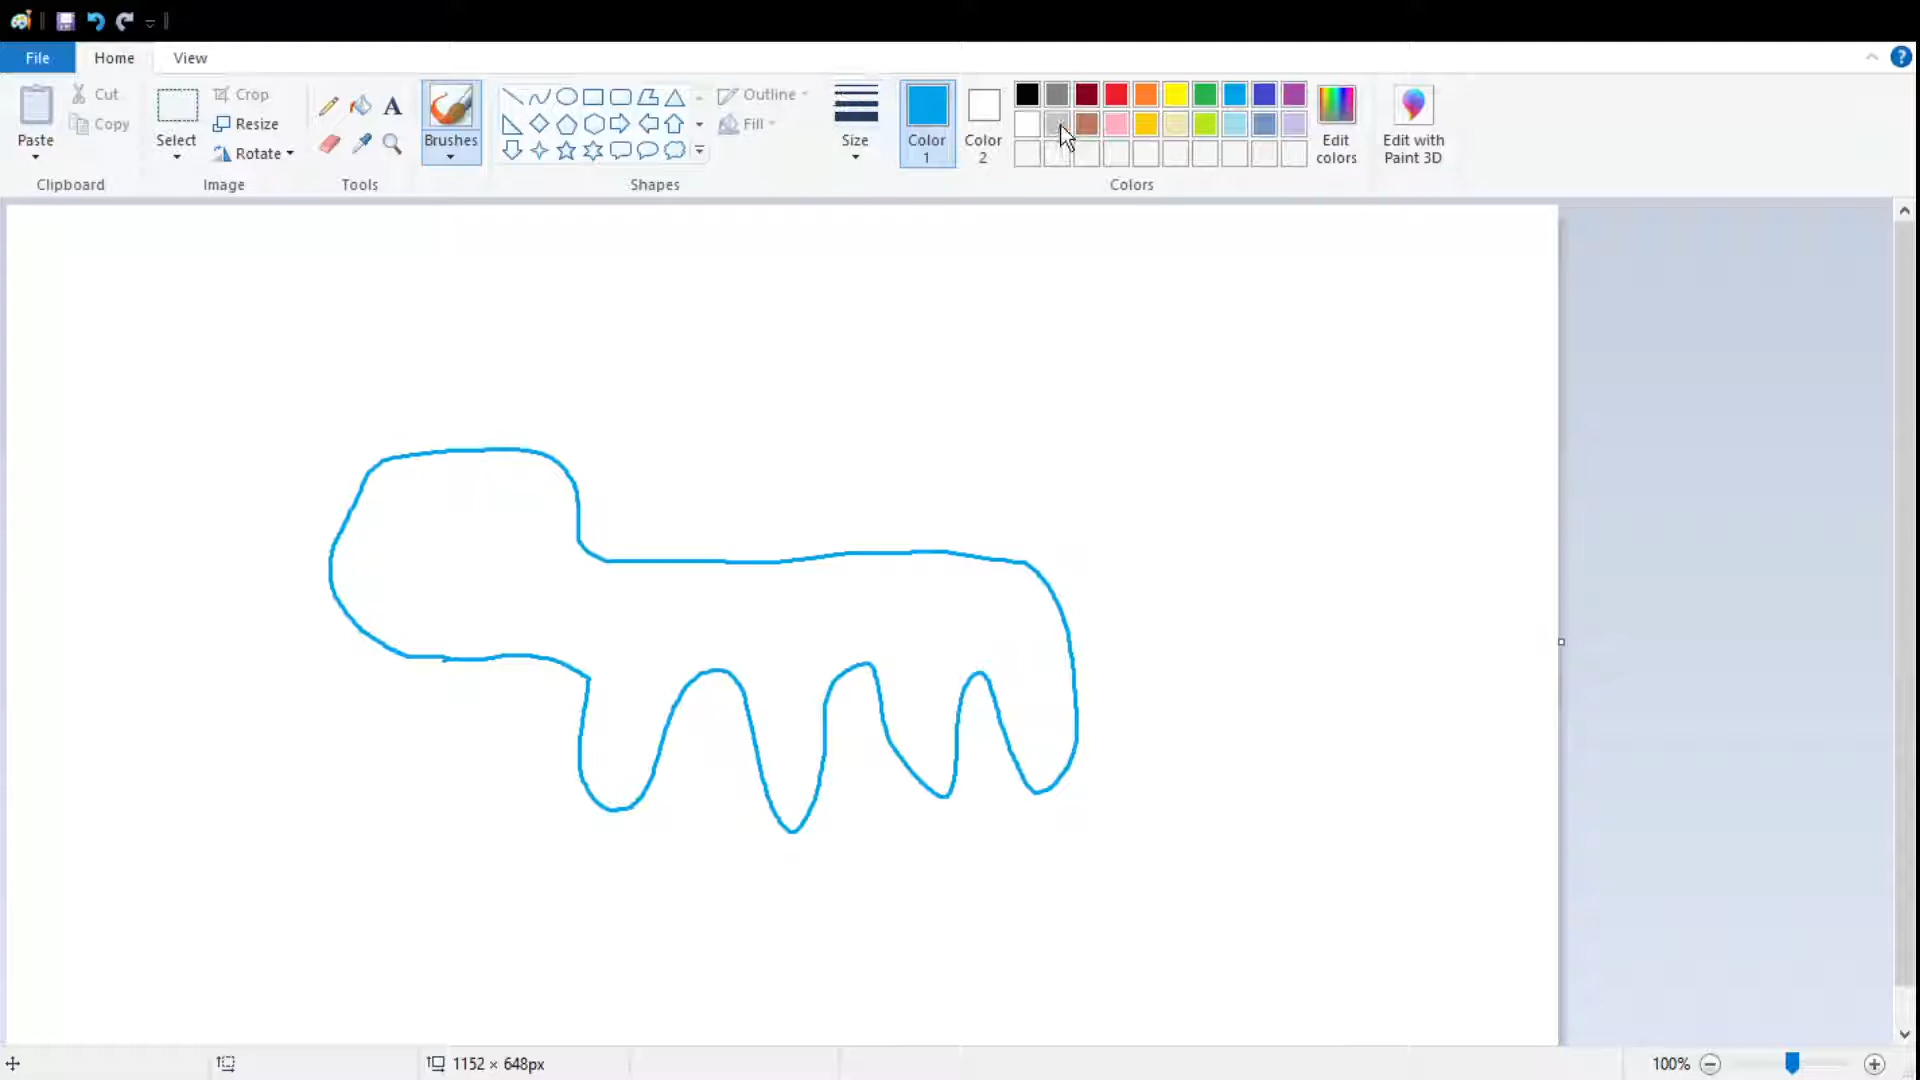 File Home View
Paste
Cut
Copy
Clipboard
Select
Crop
Resize
Rotate
Image
A
Tools
Brushes
Outline
Fill
Shapes
Size
Color 1
Color 2
Colors
Edit colors
Edit with Paint 3D
?
1152 × 648px
100%